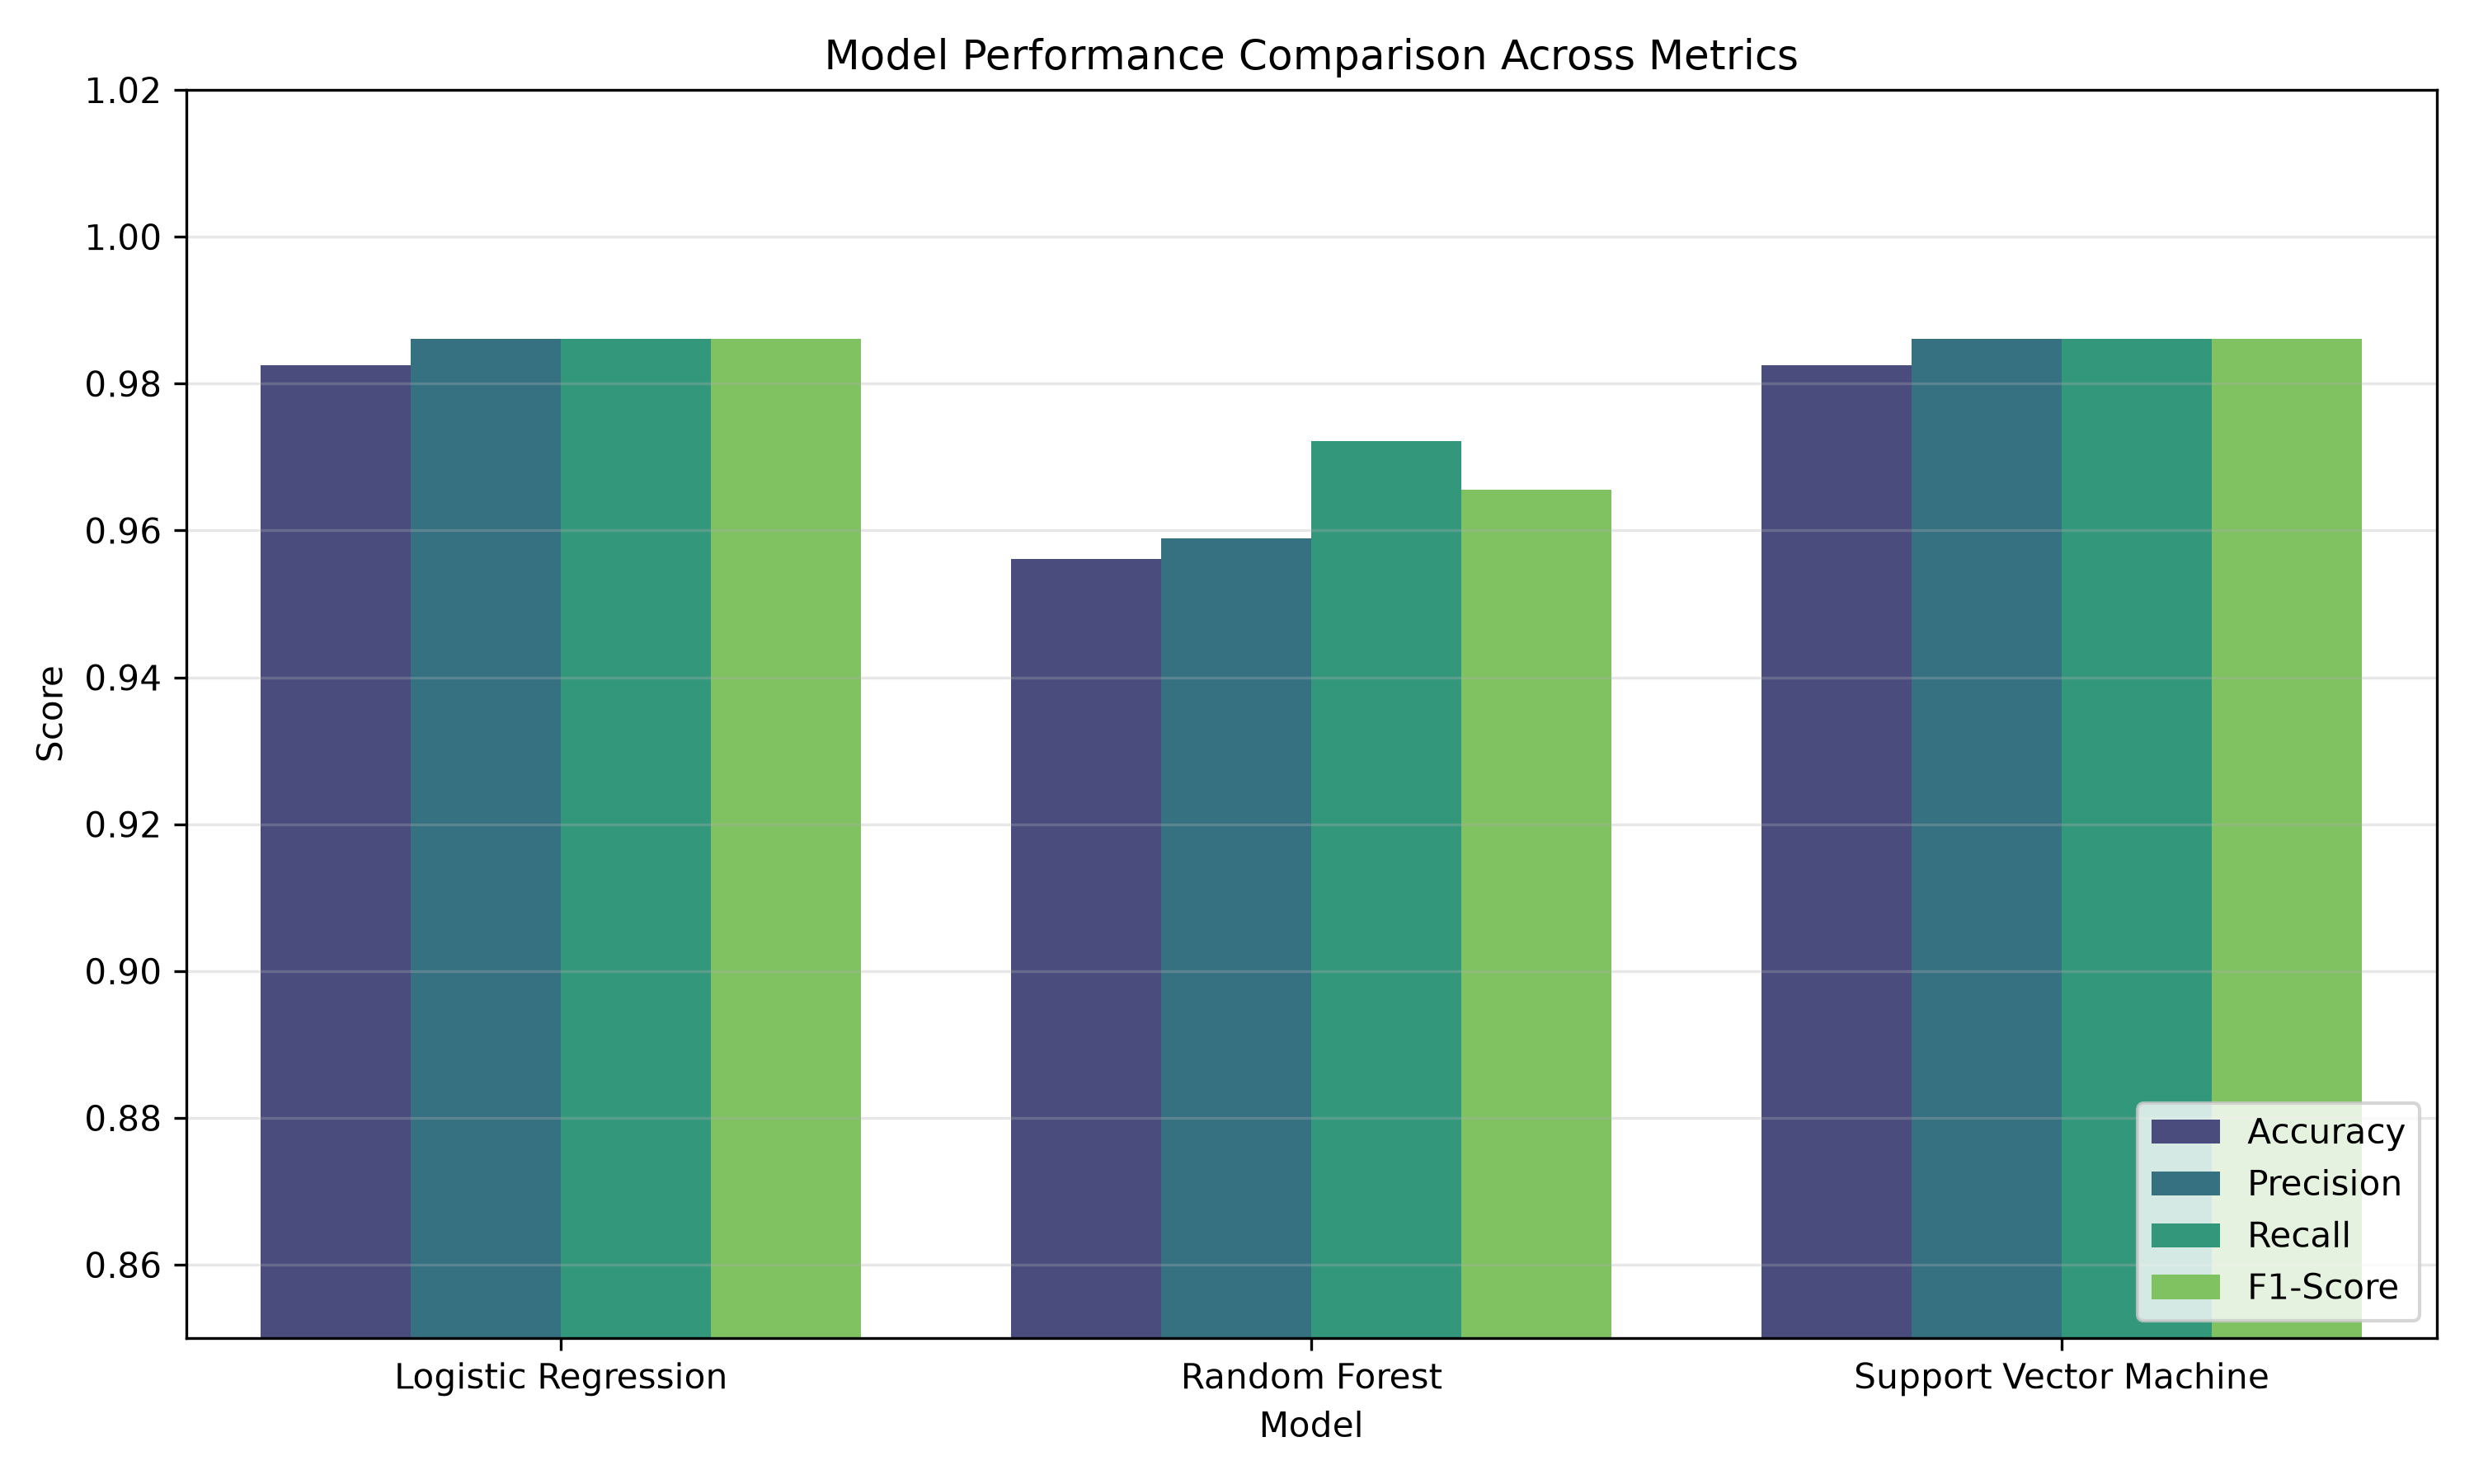 Model Performance Comparison Across Metrics
1.02
1.00
0.98
0.96
0.94
0.92
0.90
0.88
0.86
Score
Logistic Regression
Random Forest
Support Vector Machine
Model
Accuracy
Precision
Recall
F1-Score